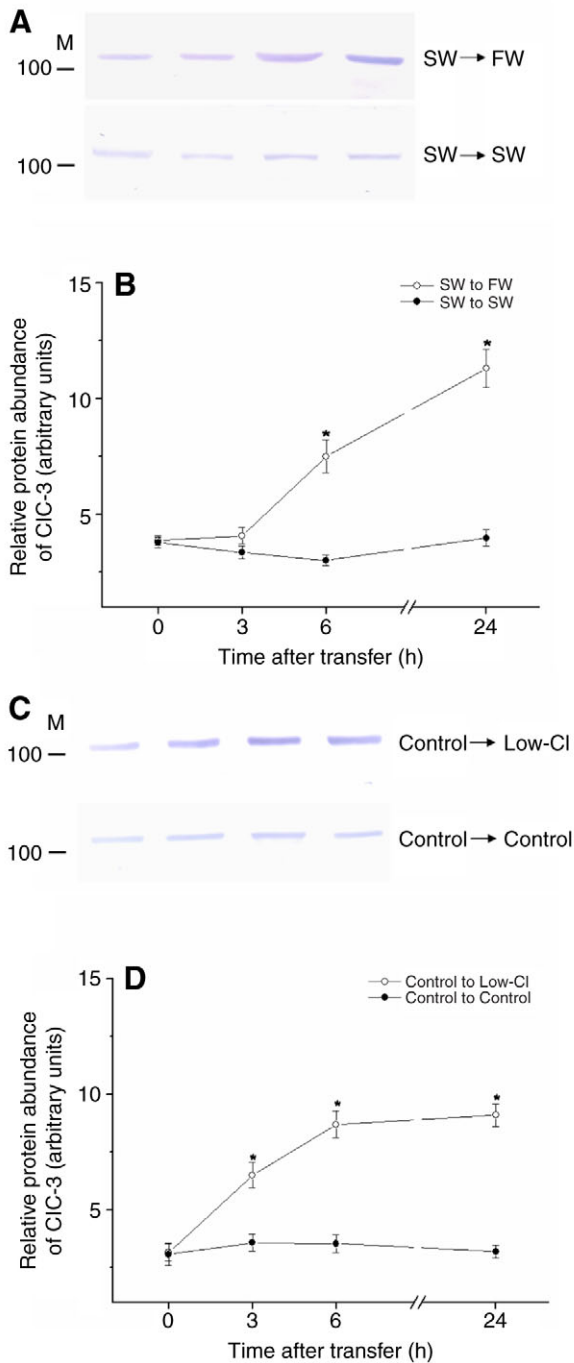 A
M
100
SW → FW
100
SW → SW
B
SW to FW
SW to SW
15
10
5
Relative protein abundance
of ClC-3 (arbitrary units)
*
*
0 3 6 24
Time after transfer (h)
C
M
100
Control → Low-Cl
100
Control → Control
D
Control to Low-Cl
Control to Control
15
10
5
Relative protein abundance
of ClC-3 (arbitrary units)
*
*
*
0 3 6 24
Time after transfer (h)